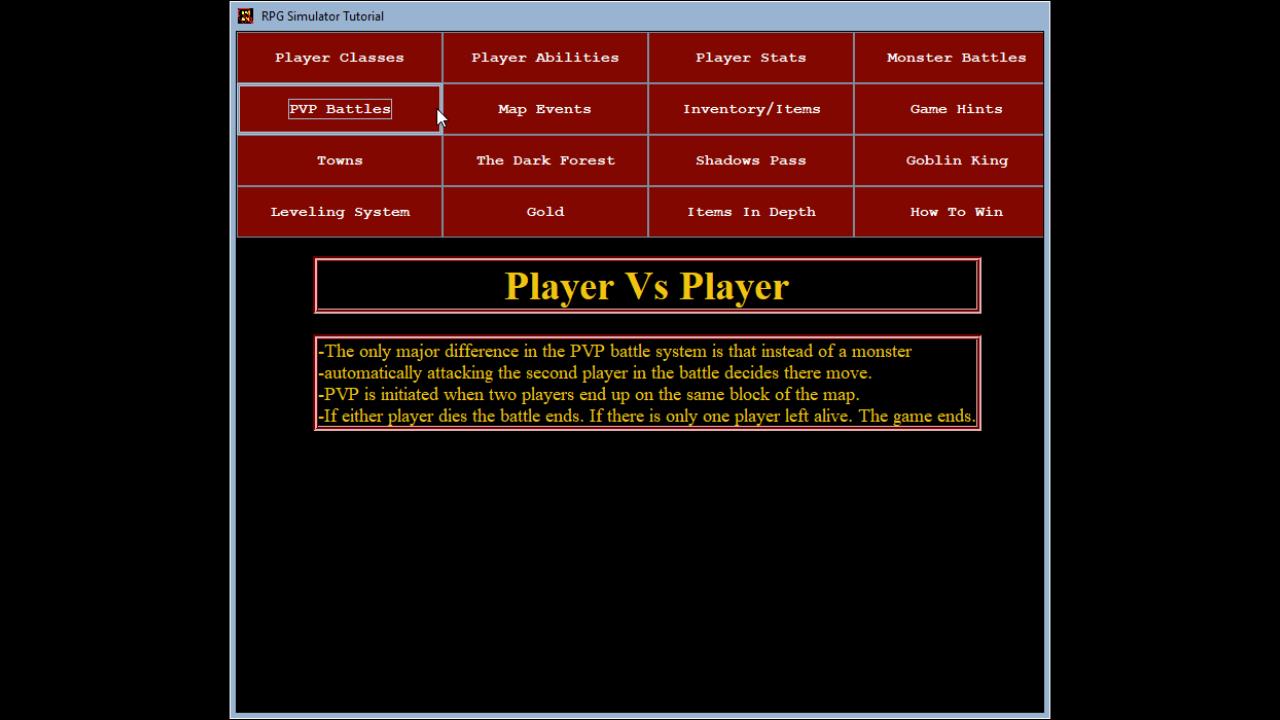 RPG Simulator Tutorial
Player Classes
Player Abilities
Player Stats
Monster Battles
PVP Battles
Map Events
Inventory/Items
Game Hints
Towns
The Dark Forest
Shadows Pass
Goblin King
Leveling System
Gold
Items In Depth
How To Win
Player Vs Player
-The only major difference in the PVP battle system is that instead of a monster
-automatically attacking the second player in the battle decides there move.
-PVP is initiated when two players end up on the same block of the map.
-If either player dies the battle ends. If there is only one player left alive. The game ends.